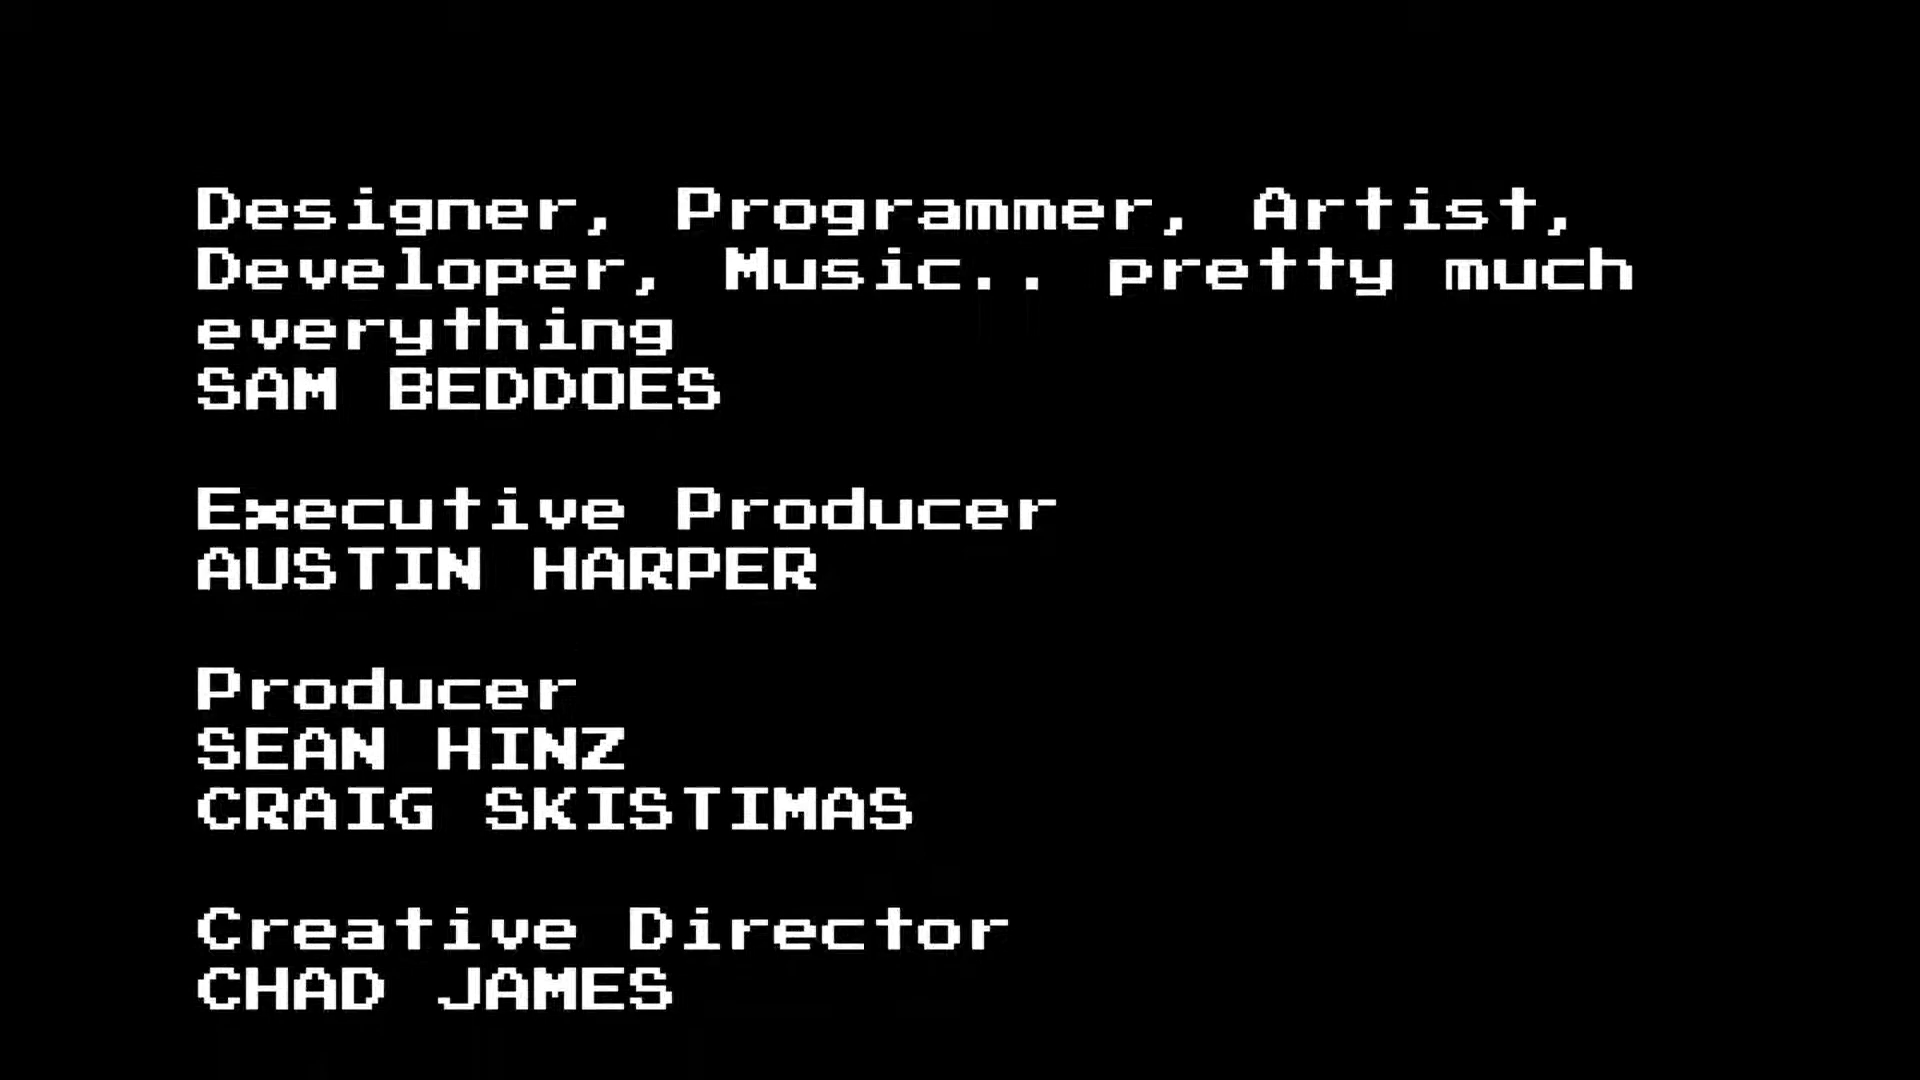 Designer, Programmer, Artist,
Developer, Music.. pretty much
everything
SAM BEDDOES
Executive Producer
AUSTIN HARPER
Producer
SEAN HINZ
CRAIG SKISTIMAS
Creative Director
CHAD JAMES